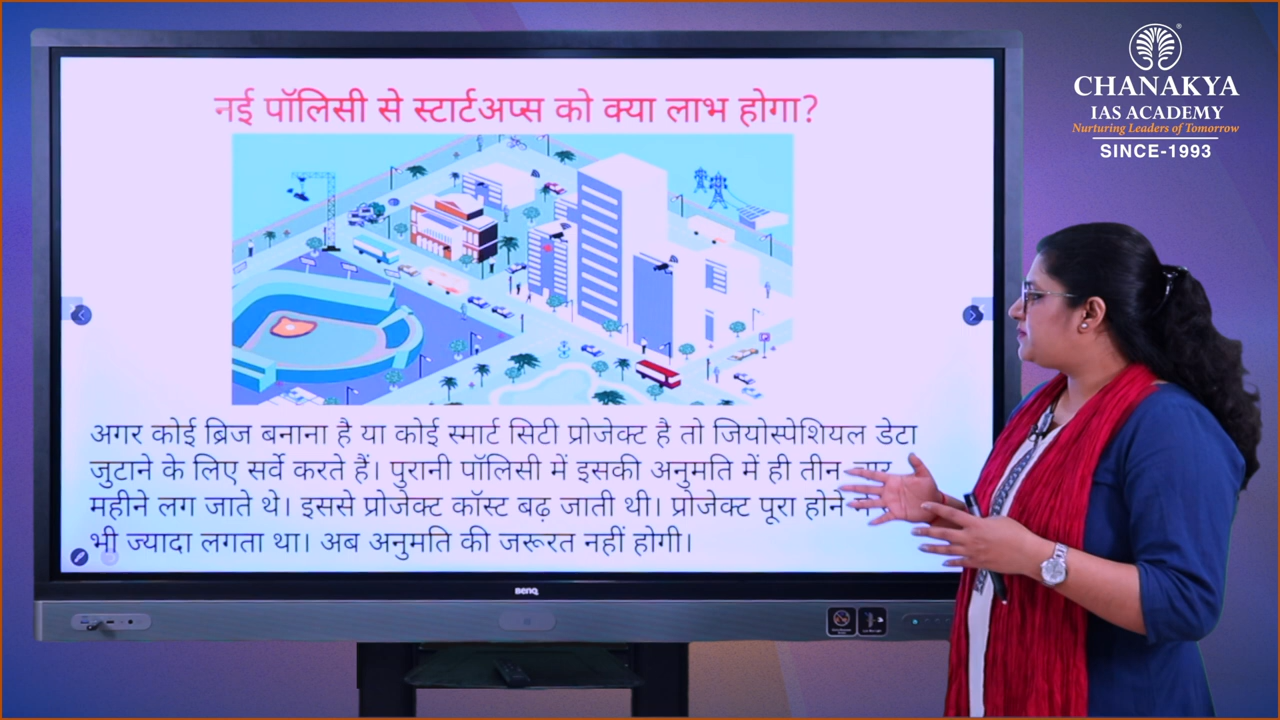 नई पॉलिसी से स्टार्टअप्स को क्या लाभ होगा?
अगर कोई ब्रिज बनाना है या कोई स्मार्ट सिटी प्रोजेक्ट है तो जियोस्पेशियल डेटा
जुटाने के लिए सर्वे करते हैं। पुरानी पॉलिसी में इसकी अनुमति में ही तीन
महीने लग जाते थे। इससे प्रोजेक्ट कॉस्ट बढ़ जाती थी। प्रोजेक्ट पूरा होने
भी ज्यादा लगता था। अब अनुमति की जरूरत नहीं होगी।
BenQ
CHANAKYA
IAS ACADEMY
Nurturing Leaders of Tomorrow
SINCE-1993